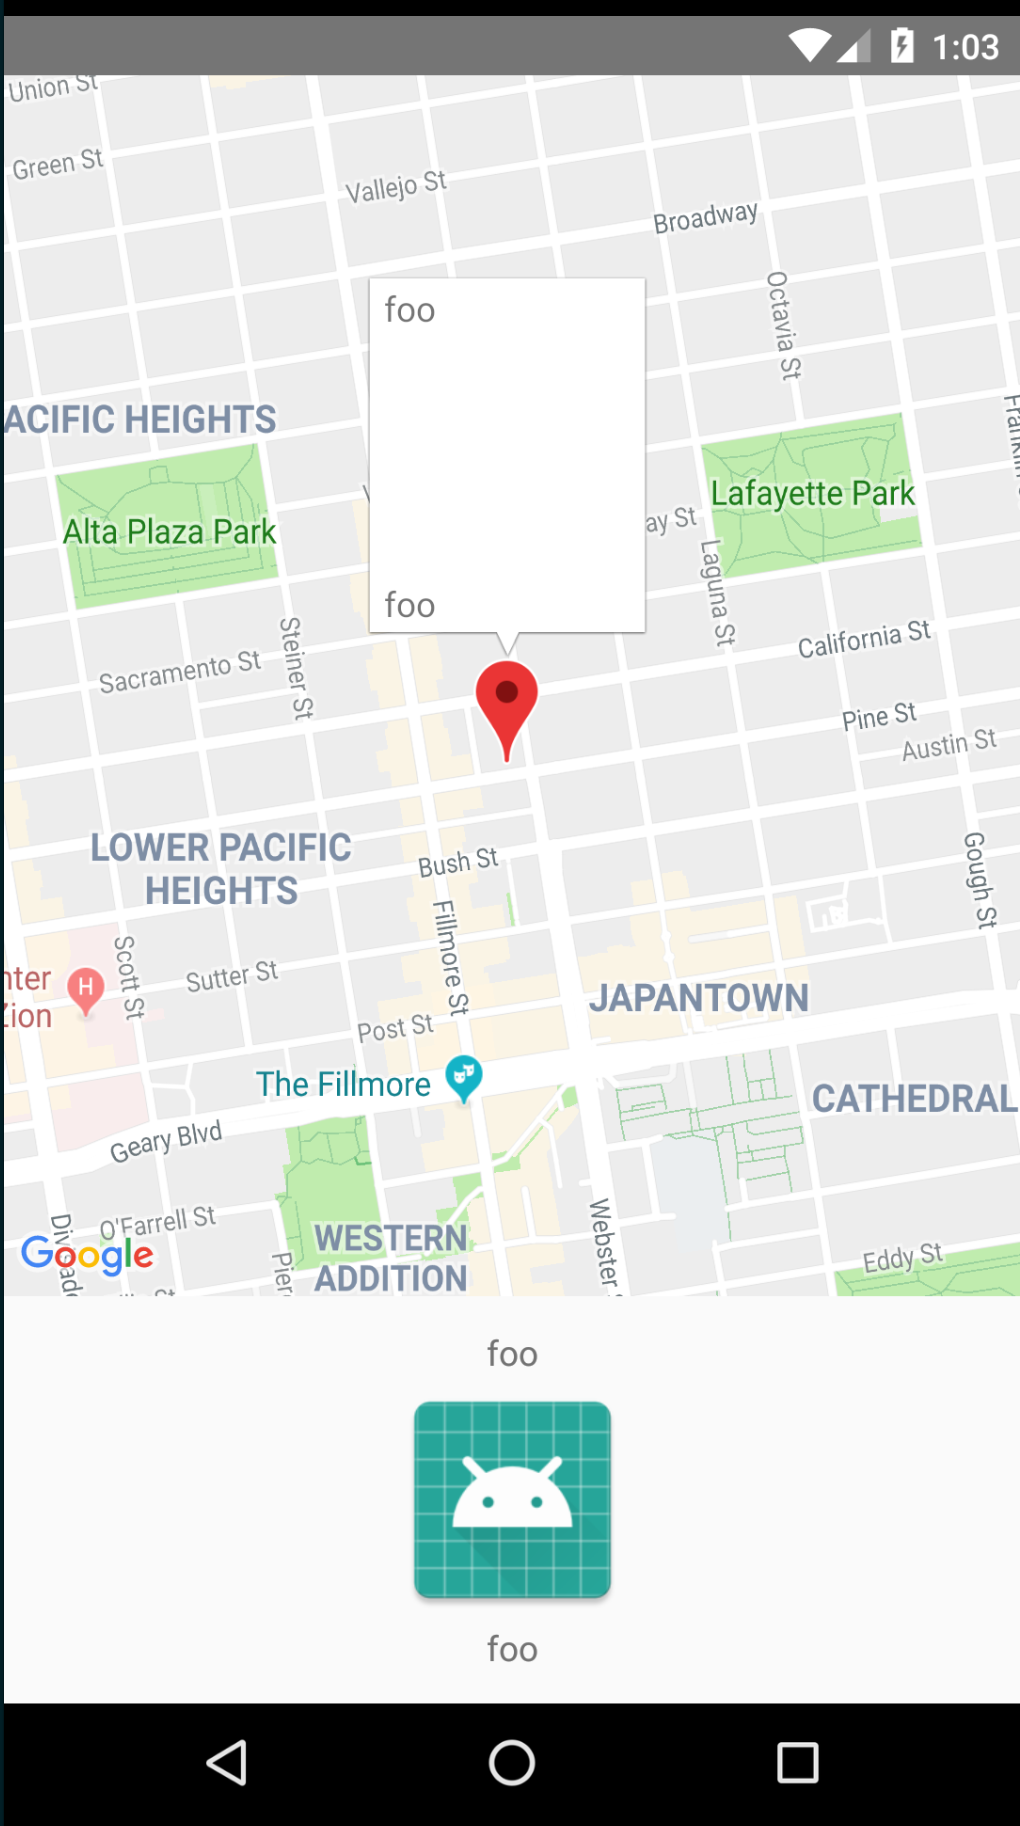 1:03
Union St
Green St
Vallejo St
Broadway
Octavia St
foo
ACIFIC HEIGHTS
Lafayette Park
Alta Plaza Park
ay St
foo
Laguna St
Steiner St
California St
Sacramento St
Pine St
Austin St
LOWER PACIFIC
HEIGHTS
Bush St
Gough St
Fillmore St
Scott St
Sutter St
nter
Zion
H
JAPANTOWN
Post St
The Fillmore
CATHEDRAL
Geary Blvd
O'Farrell St
Webster
WESTERN
ADDITION
Eddy St
Google
Pier
foo
foo